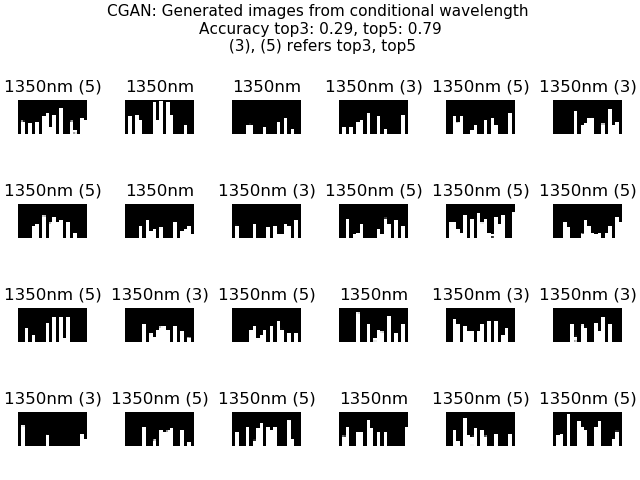 CGAN: Generated images from conditional wavelength
Accuracy top3: 0.29, top5: 0.79
(3), (5) refers top3, top5
1350nm (5) 1350nm 1350nm 1350nm (3) 1350nm (5) 1350nm (3)
1350nm (5) 1350nm 1350nm (3) 1350nm (5) 1350nm (5) 1350nm (5)
1350nm (5) 1350nm (3) 1350nm (5) 1350nm 1350nm (3) 1350nm (3)
1350nm (3) 1350nm (5) 1350nm (5) 1350nm 1350nm (5) 1350nm (5)